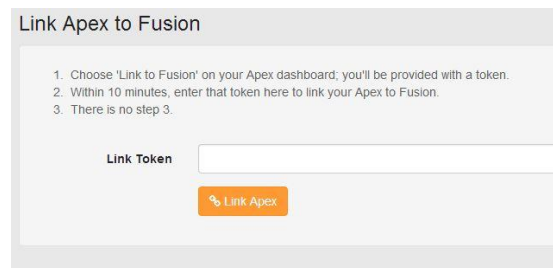 Link Apex to Fusion
1. Choose 'Link to Fusion' on your Apex dashboard; you'll be provided with a token.
2. Within 10 minutes, enter that token here to link your Apex to Fusion.
3. There is no step 3.
Link Token
Link Apex